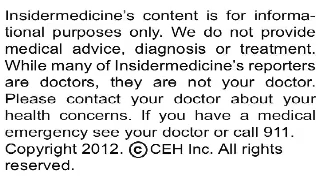 Insidermedicine's content is for informa-
tional purposes only. We do not provide
medical advice, diagnosis or treatment.
While many of Insidermedicine's reporters
are doctors, they are not your doctor.
Please contact your doctor about your
health concerns. If you have a medical
emergency see your doctor or call 911.
Copyright 2012. ©CEH Inc. All rights
reserved.